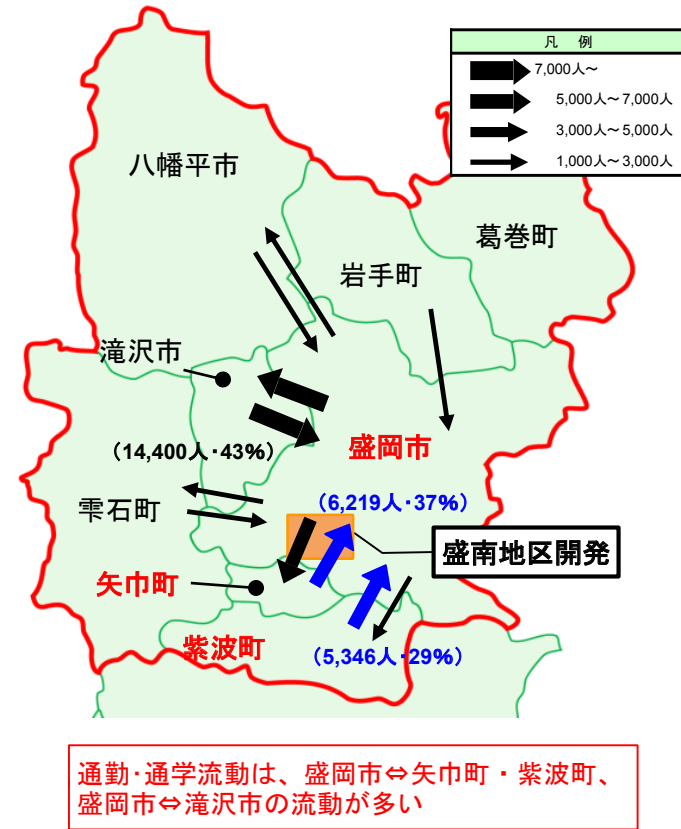 凡 例
7,000人~
5,000人~7,000人
3,000人~5,000人
1,000人~3,000人
八幡平市
葛巻町
岩手町
滝沢市
盛岡市
(14,400人・43%)
(6,219人・37%)
雫石町
盛南地区開発
矢巾町
紫波町
(5,346人・29%)
通勤・通学流動は、盛岡市⇔矢巾町・紫波町、
盛岡市⇔滝沢市の流動が多い